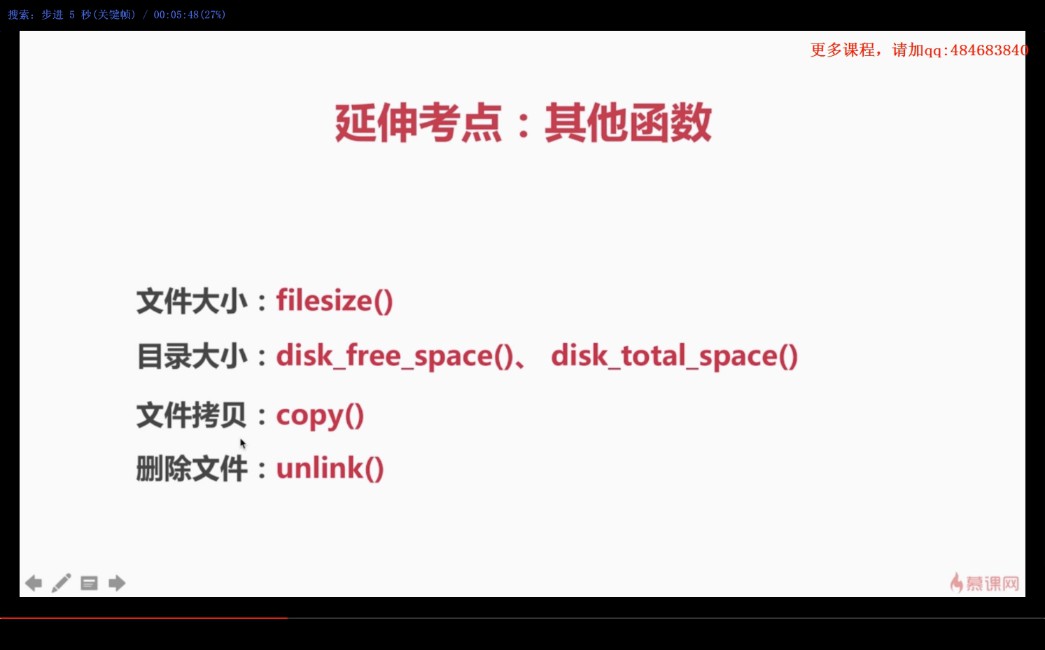 搜索: 步进 5 秒(关键帧) / 00:05:48(27%)
更多课程，请加qq:484683840
延伸考点：其他函数
文件大小：filesize()
目录大小：disk_free_space()、 disk_total_space()
文件拷贝：copy()
删除文件：unlink()
慕课网